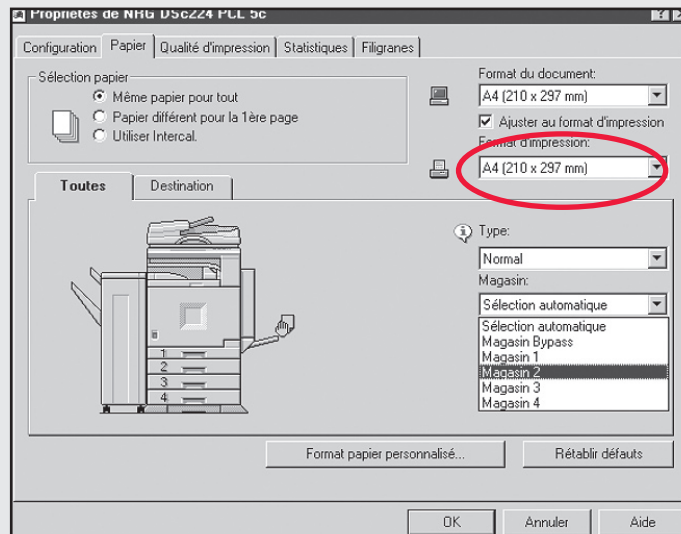 Propriétés de NRG DSc224 PCL 5c
Configuration
Papier
Qualité d'impression
Statistiques
Filigranes
Sélection papier
Même papier pour tout
Papier différent pour la 1ère page
Utiliser Intercal.
Format du document:
A4 (210 x 297 mm)
Ajuster au format d'impression
Format d'impression:
A4 (210 x 297 mm)
Toutes
Destination
1
2
3
4
Type:
Normal
Magasin:
Sélection automatique
Sélection automatique
Magasin Bypass
Magasin 1
Magasin 2
Magasin 3
Magasin 4
Format papier personnalisé...
Rétablir défauts
OK
Annuler
Aide